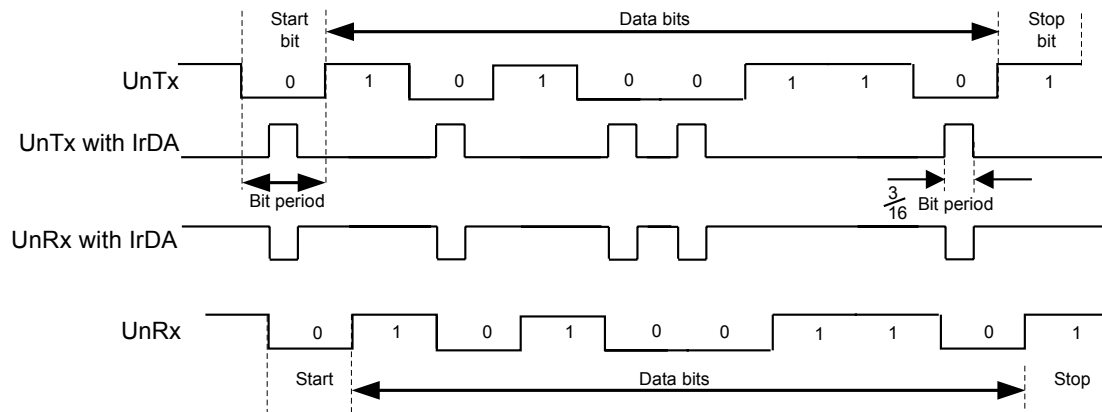 Start
bit
Data bits
Stop
bit
UnTx
0 1 0 1 0 0 1 1 0 1
UnTx with IrDA
Bit period
3
16
Bit period
UnRx with IrDA
UnRx
0 1 0 1 0 0 1 1 0 1
Start
Data bits
Stop